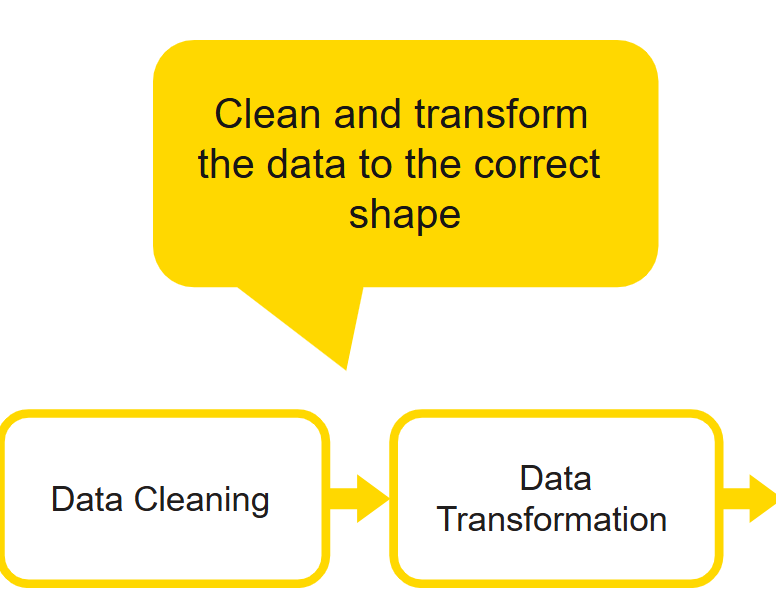 Clean and transform
the data to the correct
shape
Data Cleaning
Data
Transformation